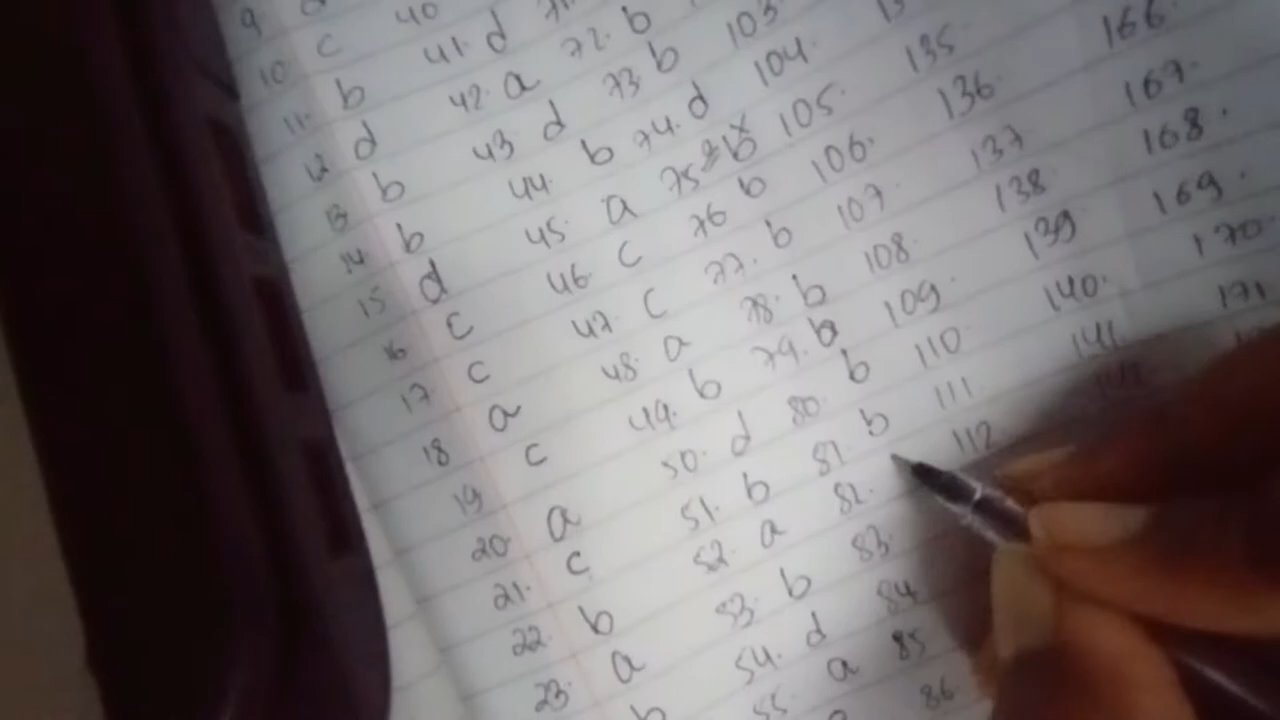 9 a 40 71.
10 c 41. d 72. b 103
11. b 42. a 73 b 104. 135 166.
12 d 43 d 74. d 105. 136. 167.
13 b 44. b 75 b 106. 137 168.
14 b 45. a 76 b 107 138 169.
15 d 46. c 77. b 108. 139 170.
16 c 47. c 78. b 109. 140. 171.
17 c 48. a 79. b 110 141.
18 a 49. b 80. b 111
19 c 50. d 81. b 112
20. a 51. b 82.
21. c 52. a 83.
22. b 53. b 84
23. a 54. d 85
b 55. a 86.